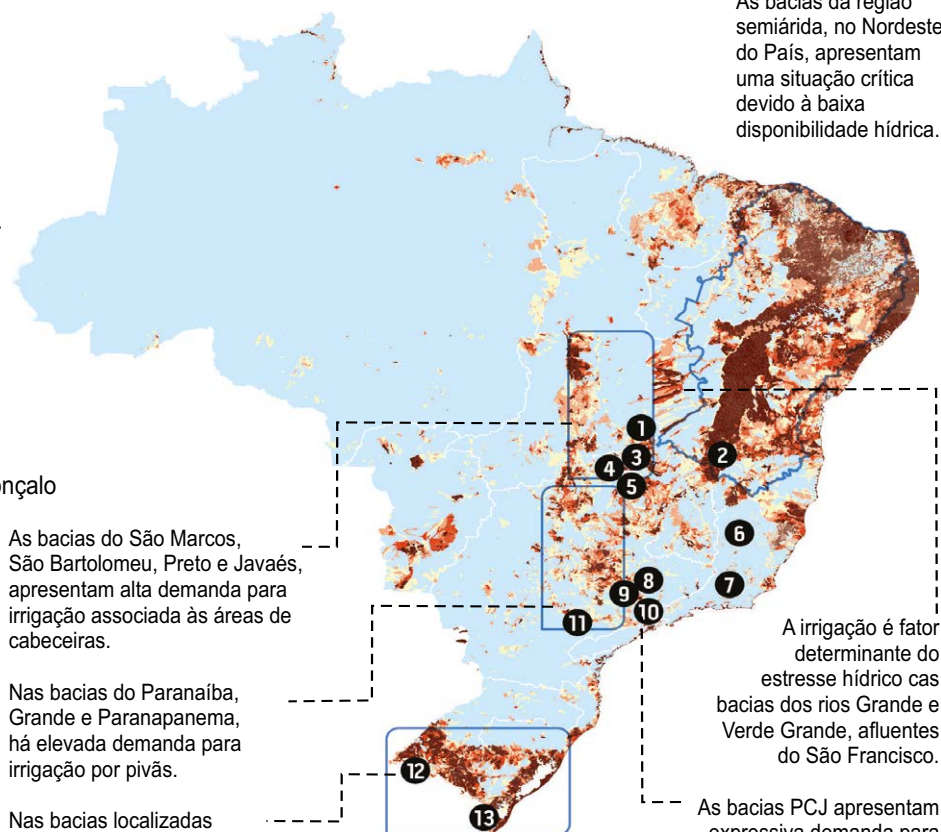 As bacias da região
semiárida, no Nordeste
do País, apresentam
uma situação crítica
devido à baixa
disponibilidade hídrica.
1
2
3
4
5
6
7
8
9
10
11
12
13
As bacias do São Marcos,
São Bartolomeu, Preto e Javaés,
apresentam alta demanda para
irrigação associada às áreas de
cabeceiras.
Nas bacias do Paranaíba,
Grande e Paranapanema,
há elevada demanda para
irrigação por pivãs.
Nas bacias localizadas
A irrigação é fator
determinante do
estresse hídrico cas
bacias dos rios Grande e
Verde Grande, afluentes
do São Francisco.
As bacias PCJ apresentam
expressiva demanda para